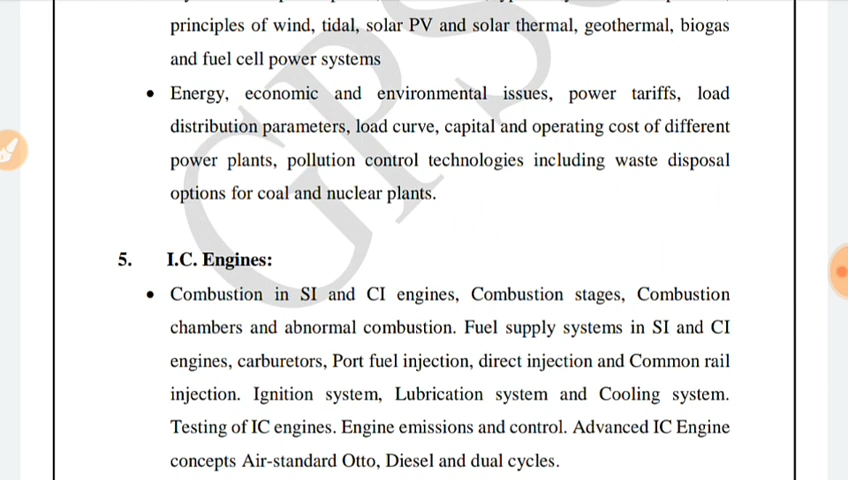 principles of wind, tidal, solar PV and solar thermal, geothermal, biogas
and fuel cell power systems
• Energy, economic and environmental issues, power tariffs, load
distribution parameters, load curve, capital and operating cost of different
power plants, pollution control technologies including waste disposal
options for coal and nuclear plants.
5. I.C. Engines:
• Combustion in SI and CI engines, Combustion stages, Combustion
chambers and abnormal combustion. Fuel supply systems in SI and CI
engines, carburetors, Port fuel injection, direct injection and Common rail
injection. Ignition system, Lubrication system and Cooling system.
Testing of IC engines. Engine emissions and control. Advanced IC Engine
concepts Air-standard Otto, Diesel and dual cycles.
GPS